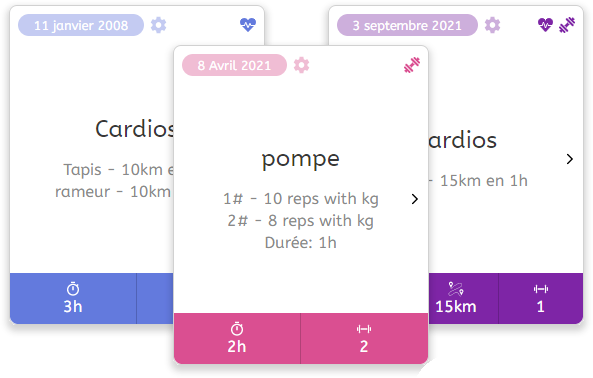 11 janvier 2008
Cardios
Tapis - 10km e
rameur - 10km
3h
8 Avril 2021
pompe
1# - 10 reps with kg
2# - 8 reps with kg
Durée: 1h
2h
2
3 septembre 2021
ardios
- 15km en 1h
15km
1